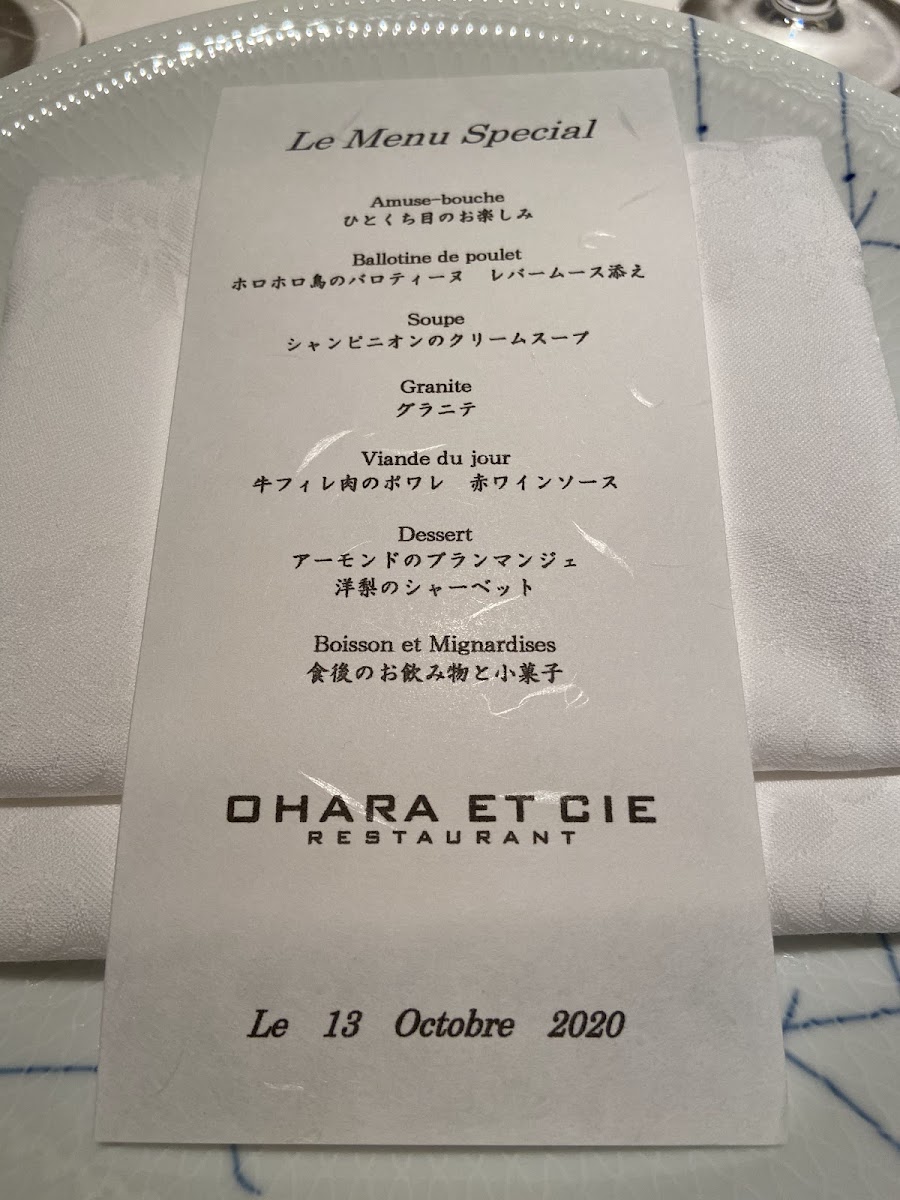 Le Menu Special
Amuse-bouche
ひとくち目のお楽しみ
Ballotine de poulet
ホロホロ鳥のバロティーヌ　レバームース添え
Soupe
シャンピニオンのクリームスープ
Granite
グラニテ
Viande du jour
牛フィレ肉のポワレ　赤ワインソース
Dessert
アーモンドのブランマンジェ
洋梨のシャーベット
Boisson et Mignardises
食後のお飲み物と小菓子
OHARA ET CIE
RESTAURANT
Le 13 Octobre 2020